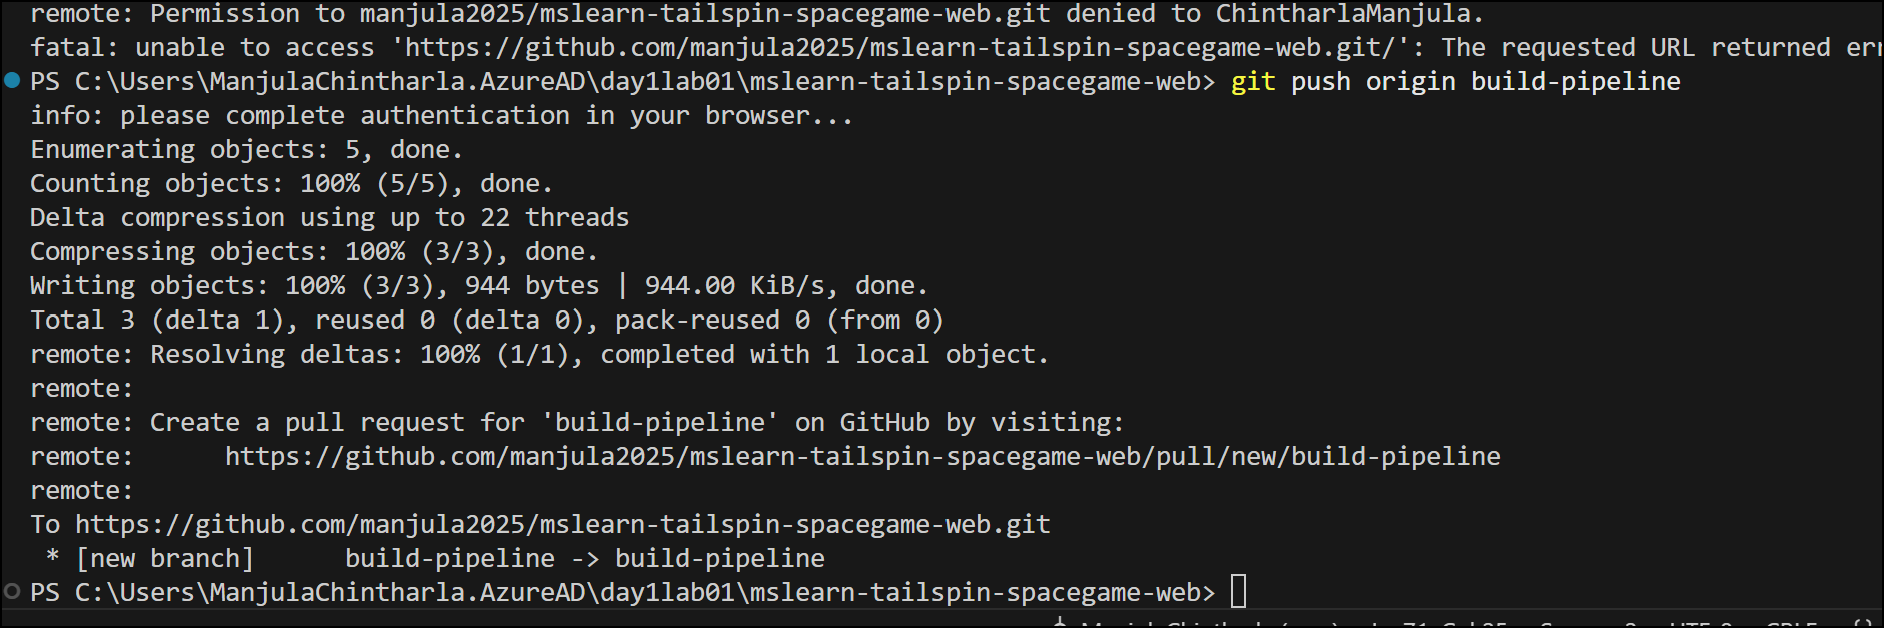 remote: Permission to manjula2025/mslearn-tailspin-spacegame-web.git denied to ChintharlaManjula.
fatal: unable to access 'https://github.com/manjula2025/mslearn-tailspin-spacegame-web.git/': The requested URL returned
PS C:\Users\ManjulaChintharla.AzureAD\day1lab01\mslearn-tailspin-spacegame-web> git push origin build-pipeline
info: please complete authentication in your browser...
Enumerating objects: 5, done.
Counting objects: 100% (5/5), done.
Delta compression using up to 22 threads
Compressing objects: 100% (3/3), done.
Writing objects: 100% (3/3), 944 bytes | 944.00 KiB/s, done.
Total 3 (delta 1), reused 0 (delta 0), pack-reused 0 (from 0)
remote: Resolving deltas: 100% (1/1), completed with 1 local object.
remote:
remote: Create a pull request for 'build-pipeline' on GitHub by visiting:
remote:      https://github.com/manjula2025/mslearn-tailspin-spacegame-web/pull/new/build-pipeline
remote:
To https://github.com/manjula2025/mslearn-tailspin-spacegame-web.git
 * [new branch]      build-pipeline -> build-pipeline
PS C:\Users\ManjulaChintharla.AzureAD\day1lab01\mslearn-tailspin-spacegame-web>